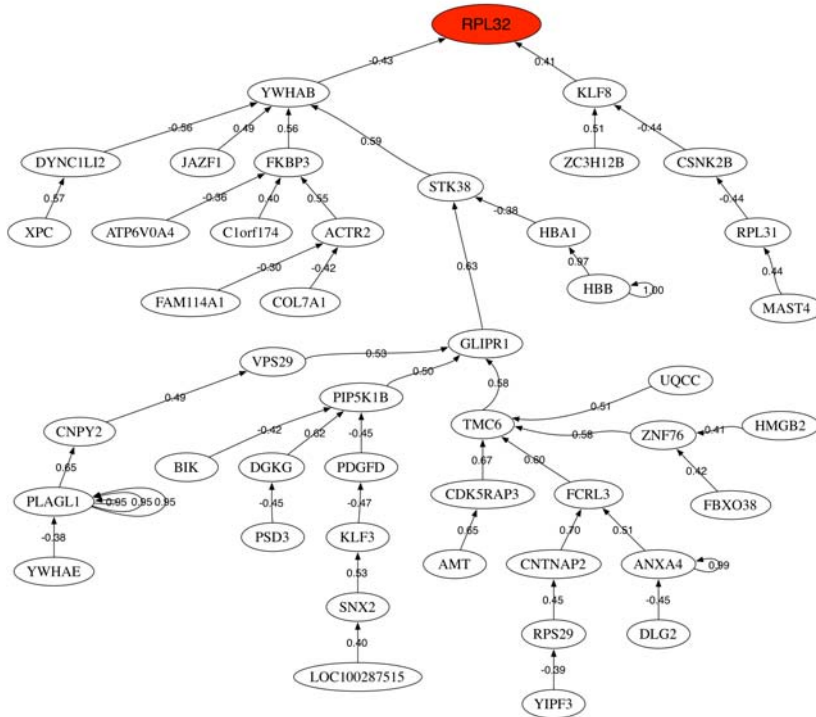 RPL32
-0.43 0.41
YWHAB KLF8
-0.56 0.49 0.56 0.59 0.51 -0.44
DYNC1LI2 JAZF1 FKBP3 ZC3H12B CSNK2B
STK38
0.57 -0.36 0.40 0.55 -0.38 -0.44
XPC ATP6V0A4 C1orf174 ACTR2 HBA1 RPL31
-0.30 -0.42 0.63 0.97 0.44
FAM114A1 COL7A1 HBB 1.00 MAST4
GLIPR1
VPS29 0.53
0.49 0.50 0.58 UQCC
PIP5K1B 0.51
CNPY2 TMC6 ZNF76 HMGB2
-0.42 0.62 -0.45 0.58 -0.41
0.65 BIK DGKG PDGFD 0.67 0.60 0.42
PLAGL1 0.95 0.95 0.95 CDK5RAP3 FCRL3 FBXO38
-0.45 -0.47 0.65 0.70 0.51
-0.38 PSD3 KLF3 AMT CNTNAP2 ANXA4 0.99
YWHAE 0.53 0.45 -0.45
SNX2 RPS29 DLG2
0.40 -0.39
LOC100287515 YIPF3